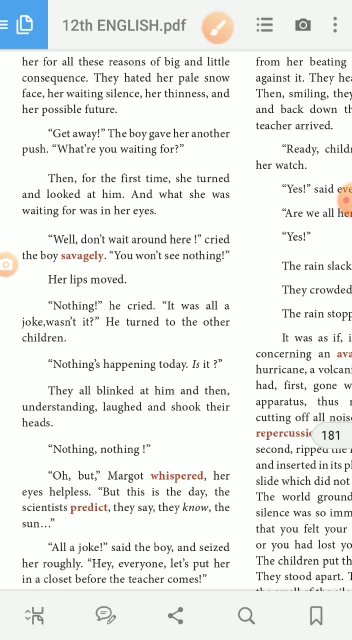 12th ENGLISH.pdf
her for all these reasons of big and little
consequence. They hated her pale snow
face, her waiting silence, her thinness, and
her possible future.
“Get away!” The boy gave her another
push. “What’re you waiting for?”
Then, for the first time, she turned
and looked at him. And what she was
waiting for was in her eyes.
“Well, don’t wait around here !” cried
the boy savagely. “You won’t see nothing!”
Her lips moved.
“Nothing!” he cried. “It was all a
joke,wasn’t it?” He turned to the other
children.
“Nothing’s happening today. Is it ?”
They all blinked at him and then,
understanding, laughed and shook their
heads.
“Nothing, nothing !”
“Oh, but,” Margot whispered, her
eyes helpless. “But this is the day, the
scientists predict, they say, they know, the
sun…”
“All a joke!” said the boy, and seized
her roughly. “Hey, everyone, let’s put her
in a closet before the teacher comes!”
from her beating
against it. They hea
Then, smiling, they
and back down th
teacher arrived.
“Ready, childr
her watch.
“Yes!” said eve
“Are we all her
“Yes!”
The rain slack
They crowded
The rain stopp
It was as if, i
concerning an ava
hurricane, a volcani
had, first, gone w
apparatus, thus m
cutting off all nois
repercussi
181
second, ripped the f
and inserted in its pl
slide which did not
The world ground
silence was so imm
that you felt your
or you had lost yo
The children put th
They stood apart. T